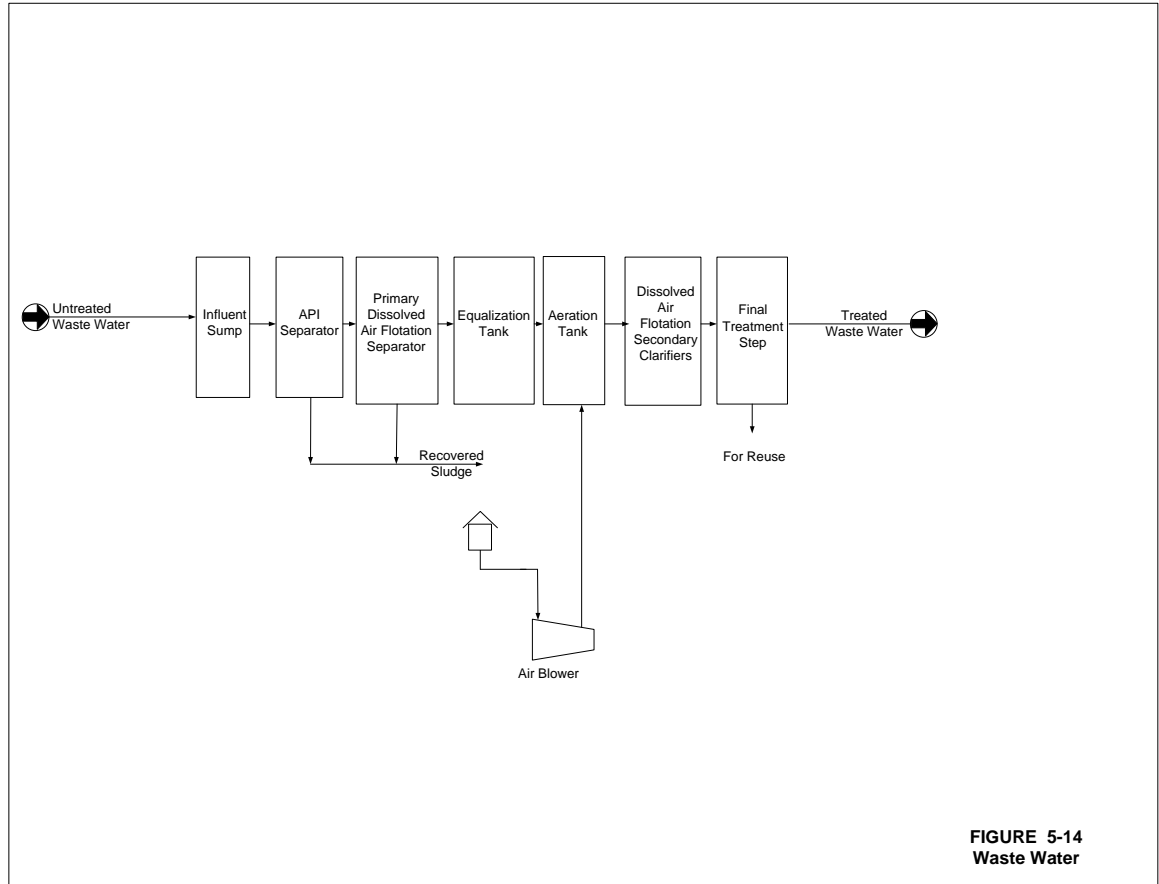 Untreated
Waste Water
Influent
Sump
API
Separator
Primary
Dissolved
Air Flotation
Separator
Equalization
Tank
Aeration
Tank
Dissolved
Air
Flotation
Secondary
Clarifiers
Final
Treatment
Step
Treated
Waste Water
Recovered
Sludge
For Reuse
Air Blower
FIGURE 5-14
Waste Water